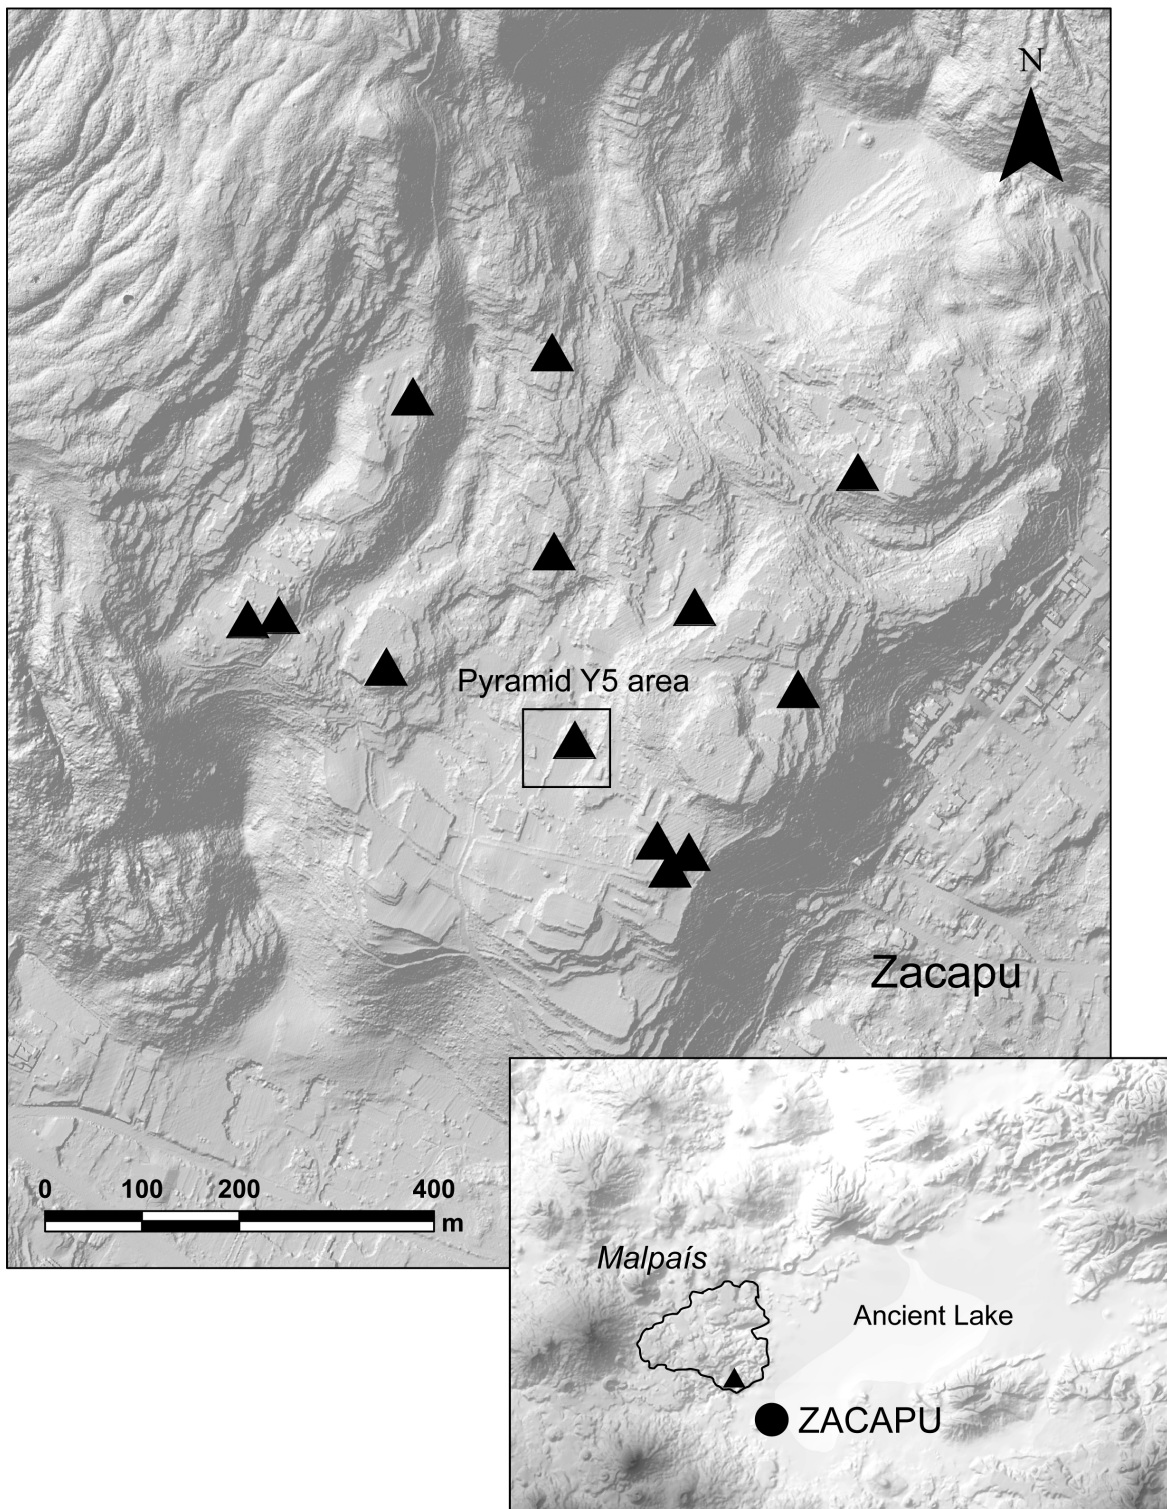 N
Pyramid Y5 area
Zacapu
0 100 200 400
m
Malpaís
Ancient Lake
ZACAPU